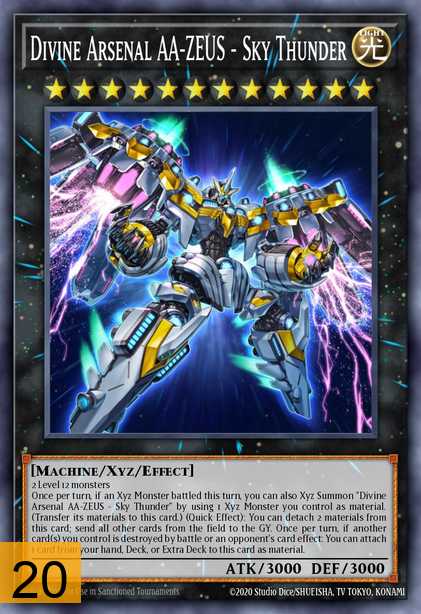 Divine Arsenal AA-ZEUS - Sky Thunder
LIGHT
光
[Machine/Xyz/Effect]
2 Level 12 monsters
Once per turn, if an Xyz Monster battled this turn, you can also Xyz Summon "Divine
Arsenal AA-ZEUS - Sky Thunder" by using 1 Xyz Monster you control as material.
(Transfer its materials to this card.) (Quick Effect): You can detach 2 materials from
this card; send all other cards from the field to the GY. Once per turn, if another
card(s) you control is destroyed by battle or an opponent's card effect: You can attach
1 card from your hand, Deck, or Extra Deck to this card as material.
ATK/3000 DEF/3000
20
Use in Sanctioned Tournaments
©2020 Studio Dice/SHUEISHA, TV TOKYO, KONAMI